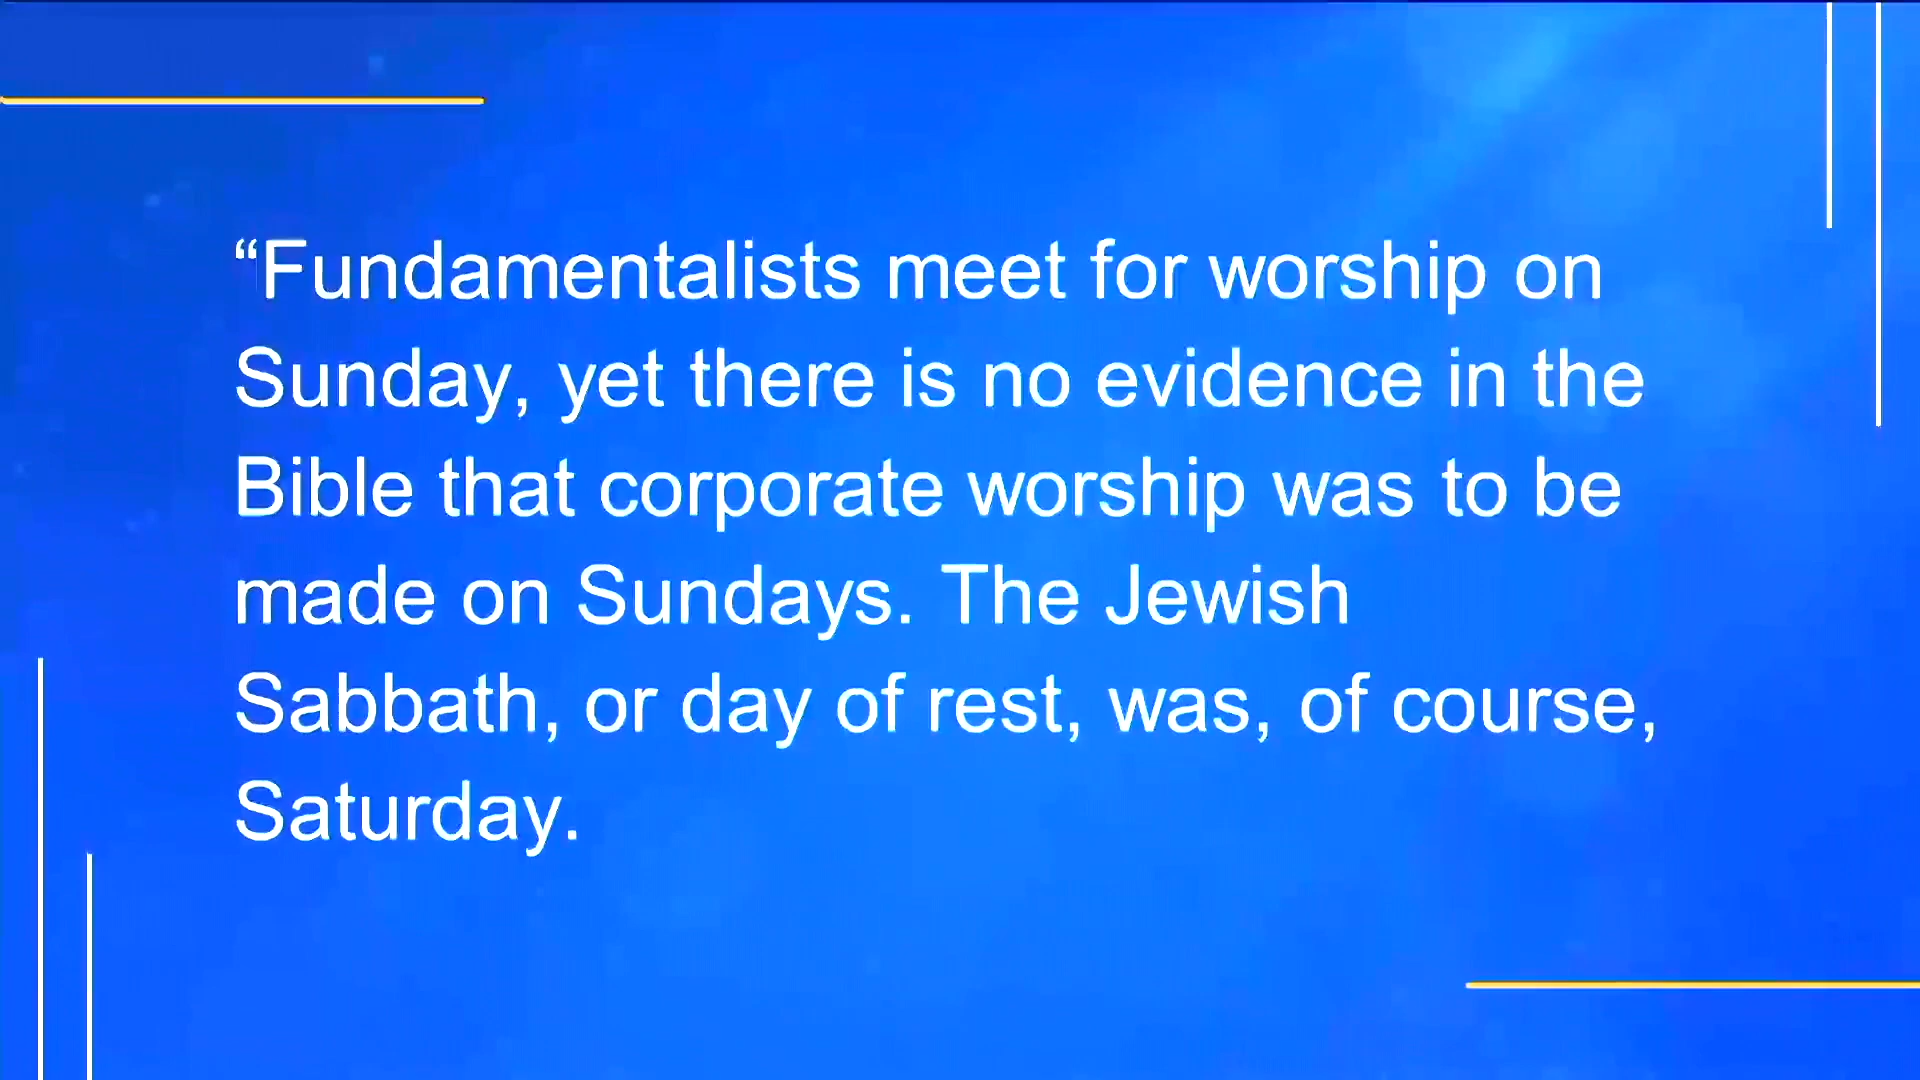 “Fundamentalists meet for worship on
Sunday, yet there is no evidence in the
Bible that corporate worship was to be
made on Sundays. The Jewish
Sabbath, or day of rest, was, of course,
Saturday.